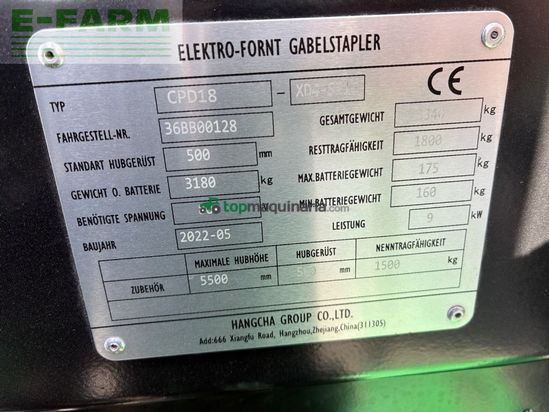 E-FARM
ELEKTRO-FORNT GABELSTAPLER
TYP CPD18 -
CE
FAHRGESTELL-NR. 36BB00128
GESAMTGEWICHT kg
STANDART HUBGERÜST 500 mm
RESTTRAGFÄHIGKEIT 1800 kg
GEWICHT O. BATTERIE 3180 kg
MAX.BATTERIEGEWICHT 175 kg
BENÖTIGTE SPANNUNG V
MIN.BATTERIEGEWICHT 160 kg
BAUJAHR 2022-05
LEISTUNG 9 kW
topmaquinaria.com
MAXIMALE HUBHÖHE HUBGERÜST NENNTRAGFÄHIGKEIT
ZUBEHÖR 5500 mm mm 1500 kg
HANGCHA GROUP CO.,LTD.
Add:666 Xiangfu Road, Hangzhou,Zhejiang,China(311305)